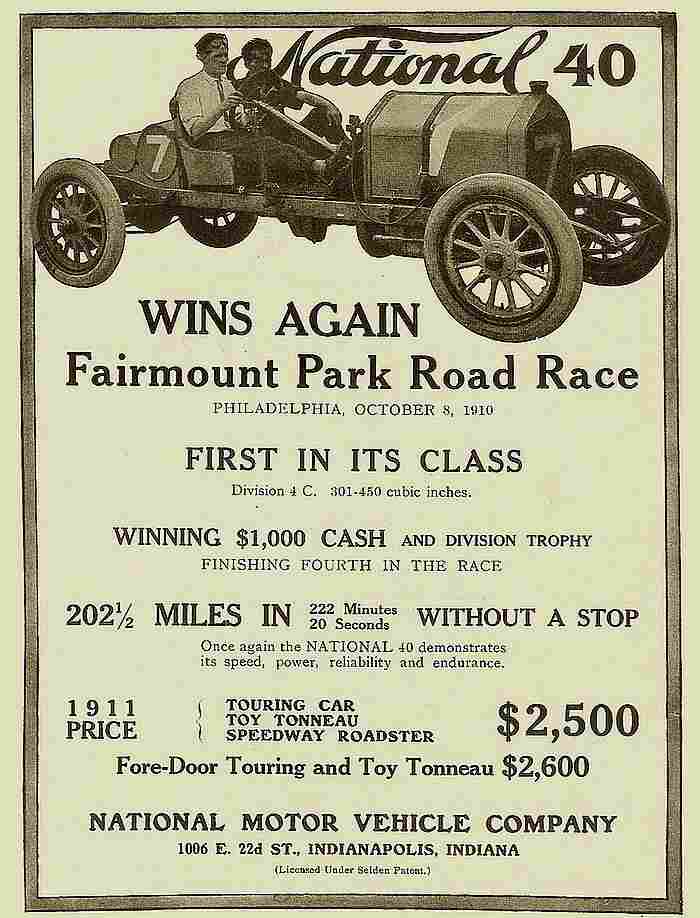 National 40
7
7
WINS AGAIN
Fairmount Park Road Race
PHILADELPHIA, OCTOBER 8, 1910
FIRST IN ITS CLASS
Division 4 C. 301-450 cubic inches.
WINNING $1,000 CASH AND DIVISION TROPHY
FINISHING FOURTH IN THE RACE
202½ MILES IN 222 Minutes 20 Seconds WITHOUT A STOP
Once again the NATIONAL 40 demonstrates
its speed, power, reliability and endurance.
1911 PRICE { TOURING CAR
TOY TONNEAU
SPEEDWAY ROADSTER $2,500
Fore-Door Touring and Toy Tonneau $2,600
NATIONAL MOTOR VEHICLE COMPANY
1006 E. 22d ST., INDIANAPOLIS, INDIANA
(Licensed Under Selden Patent.)